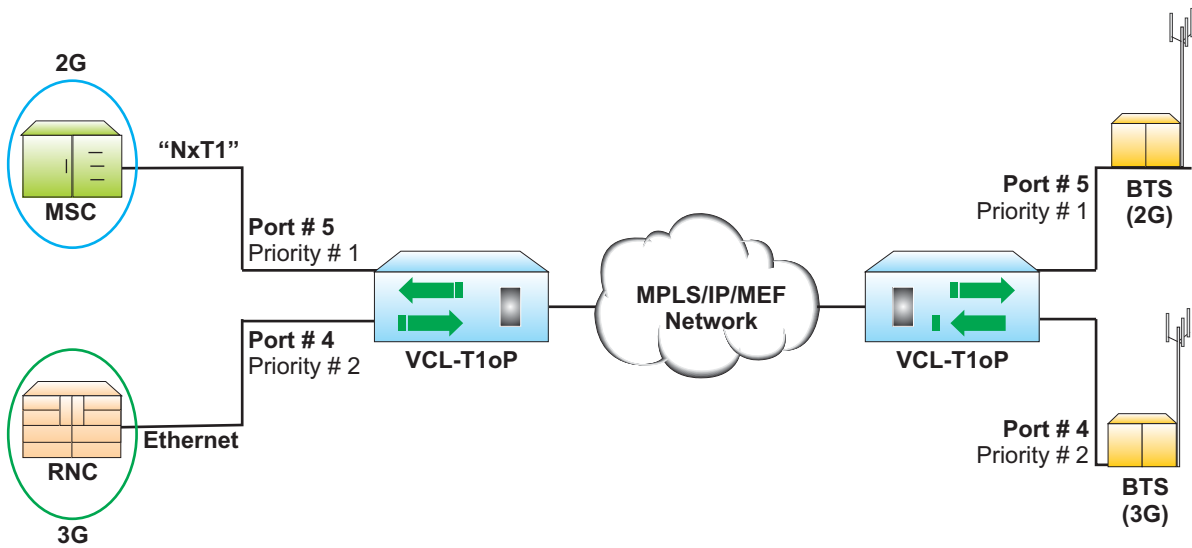 2G
MSC
“NxT1”
Port # 5
Priority # 1
Port # 4
Priority # 2
Ethernet
RNC
3G
VCL-T1oP
MPLS/IP/MEF
Network
VCL-T1oP
Port # 5
Priority # 1
BTS
(2G)
Port # 4
Priority # 2
BTS
(3G)